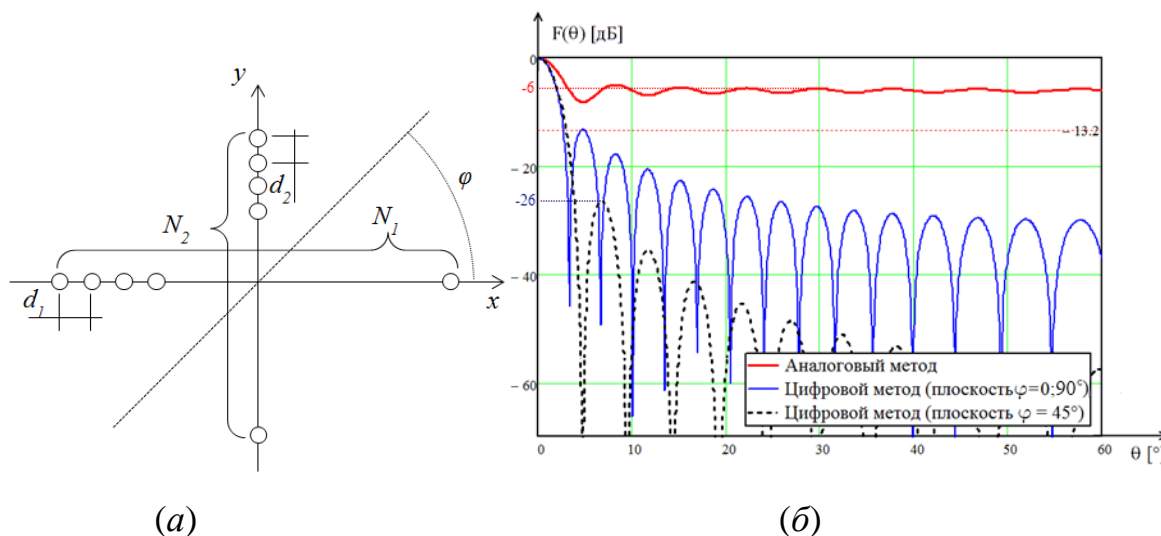 y
d₂
φ
N₂
N₁
x
d₁
(а)
F(θ) [дБ]
0
-6
– 13.2
– 20
-26
– 40
– 60
Аналоговый метод
Цифровой метод (плоскость φ=0;90°)
Цифровой метод (плоскость φ = 45°)
0 10 20 30 40 50 60
θ [°]
(б)